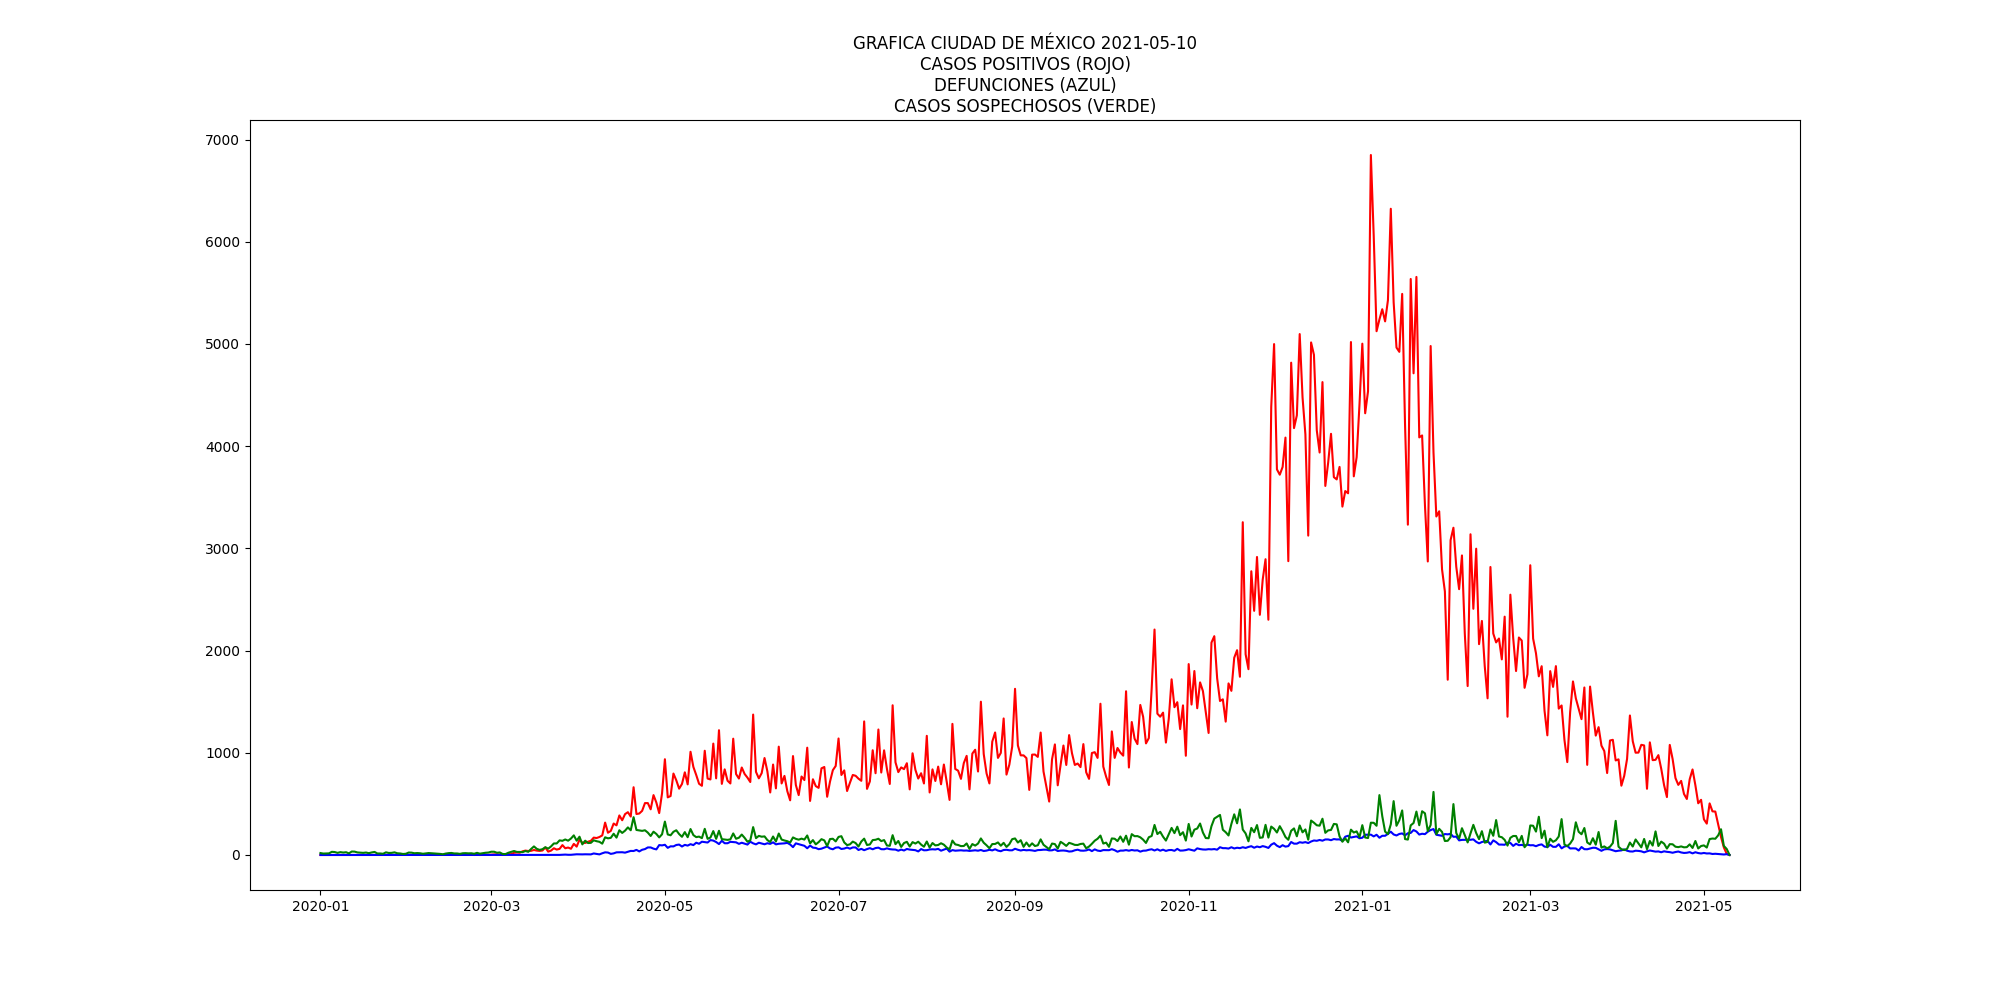 GRAFICA CIUDAD DE MÉXICO 2021-05-10
CASOS POSITIVOS (ROJO)
DEFUNCIONES (AZUL)
CASOS SOSPECHOSOS (VERDE)
7000
6000
5000
4000
3000
2000
1000
0
2020-01 2020-03 2020-05 2020-07 2020-09 2020-11 2021-01 2021-03 2021-05